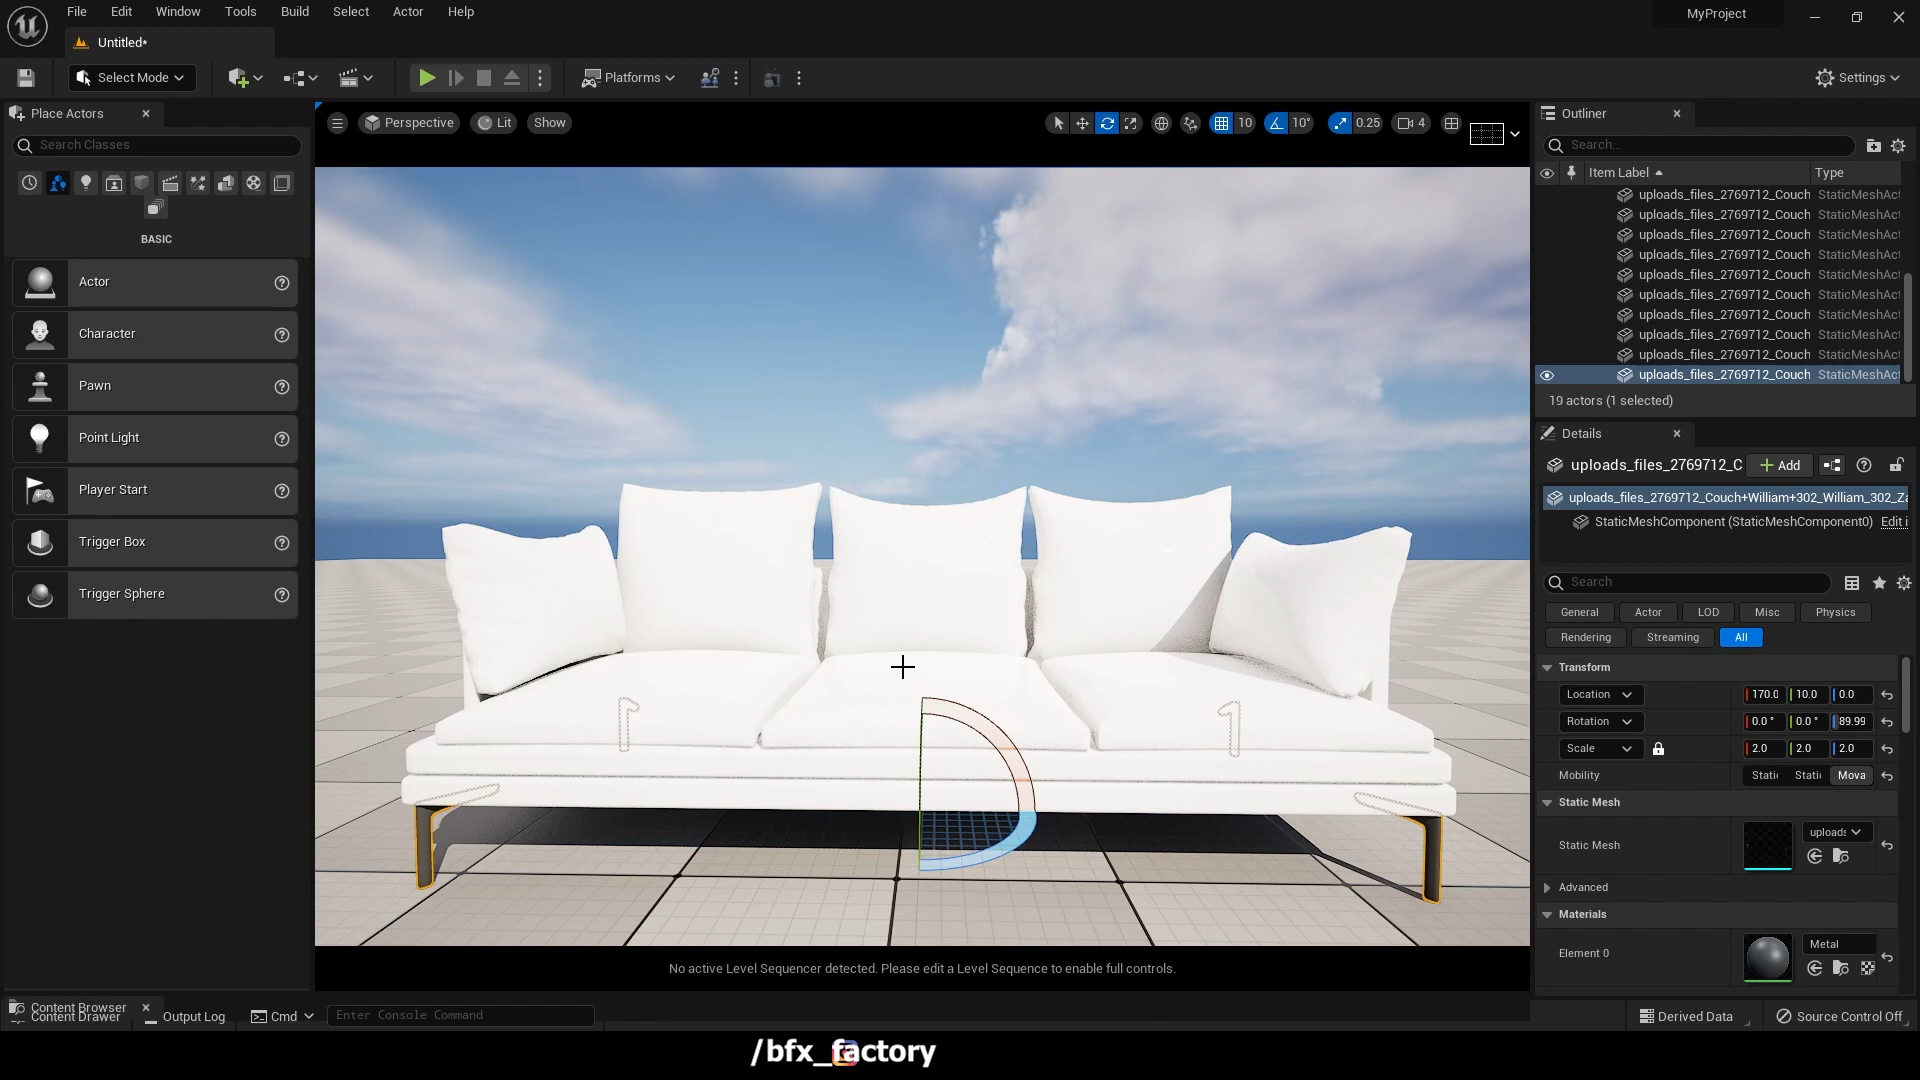 File Edit Window Tools Build Select Actor Help
MyProject
Untitled*
Select Mode
Platforms
Settings
Place Actors
Search Classes
BASIC
Actor
Character
Pawn
Point Light
Player Start
Trigger Box
Trigger Sphere
Perspective Lit Show
10 10° 0.25 4
No active Level Sequencer detected. Please edit a Level Sequence to enable full controls.
Outliner
Search...
Item Label Type
uploads_files_2769712_Couch StaticMeshAct
uploads_files_2769712_Couch StaticMeshAct
uploads_files_2769712_Couch StaticMeshAct
uploads_files_2769712_Couch StaticMeshAct
uploads_files_2769712_Couch StaticMeshAct
uploads_files_2769712_Couch StaticMeshAct
uploads_files_2769712_Couch StaticMeshAct
uploads_files_2769712_Couch StaticMeshAct
uploads_files_2769712_Couch StaticMeshAct
uploads_files_2769712_Couch StaticMeshAct
19 actors (1 selected)
Details
uploads_files_2769712_C Add
uploads_files_2769712_Couch+William+302_William_302_Za
StaticMeshComponent (StaticMeshComponent0) Edit i
Search
General Actor LOD Misc Physics
Rendering Streaming All
Transform
Location 170.0 10.0 0.0
Rotation 0.0 ° 0.0 ° 89.99
Scale 2.0 2.0 2.0
Mobility Static Static Mova
Static Mesh
Static Mesh uploads
Advanced
Materials
Element 0 Metal
Content Browser
Content Drawer Output Log Cmd Enter Console Command
Derived Data Source Control Off
/bfx_factory